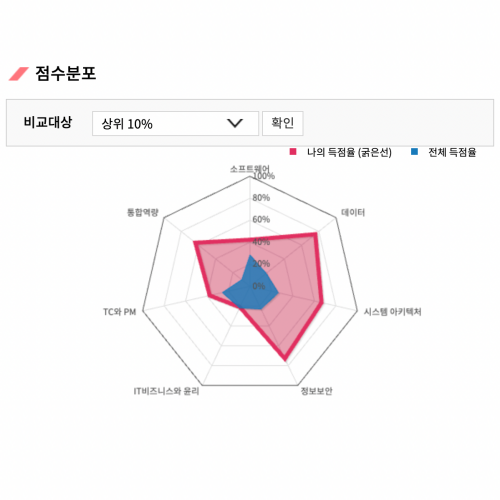 점수분포
비교대상
상위 10%
확인
나의 득점율 (굵은선)
전체 득점율
소프트웨어
100%
80%
60%
40%
20%
0%
통합역량
데이터
TC와 PM
시스템 아키텍처
IT비즈니스와 윤리
정보보안